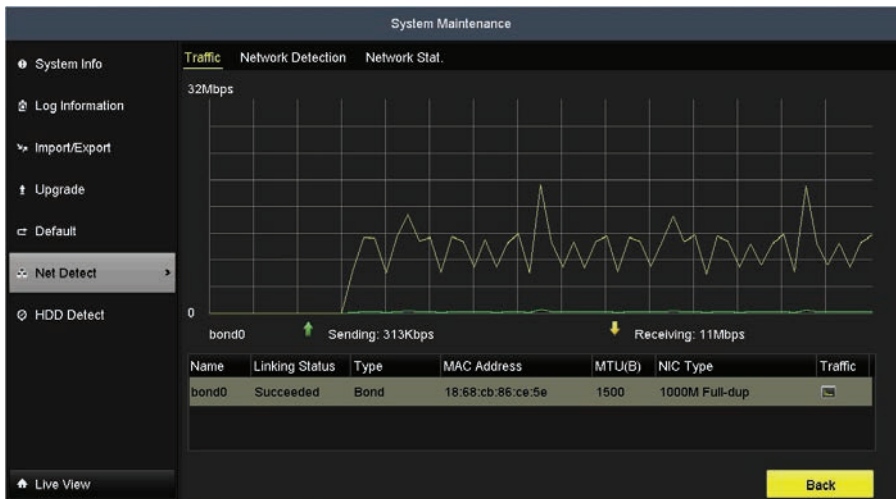 System Maintenance
System Info
Log Information
Import/Export
Upgrade
Default
Net Detect
HDD Detect
Live View
Traffic Network Detection Network Stat.
32Mbps
0
bond0 Sending: 313Kbps Receiving: 11Mbps
Name Linking Status Type MAC Address MTU(B) NIC Type Traffic
bond0 Succeeded Bond 18:68:cb:86:ce:5e 1500 1000M Full-dup
Back